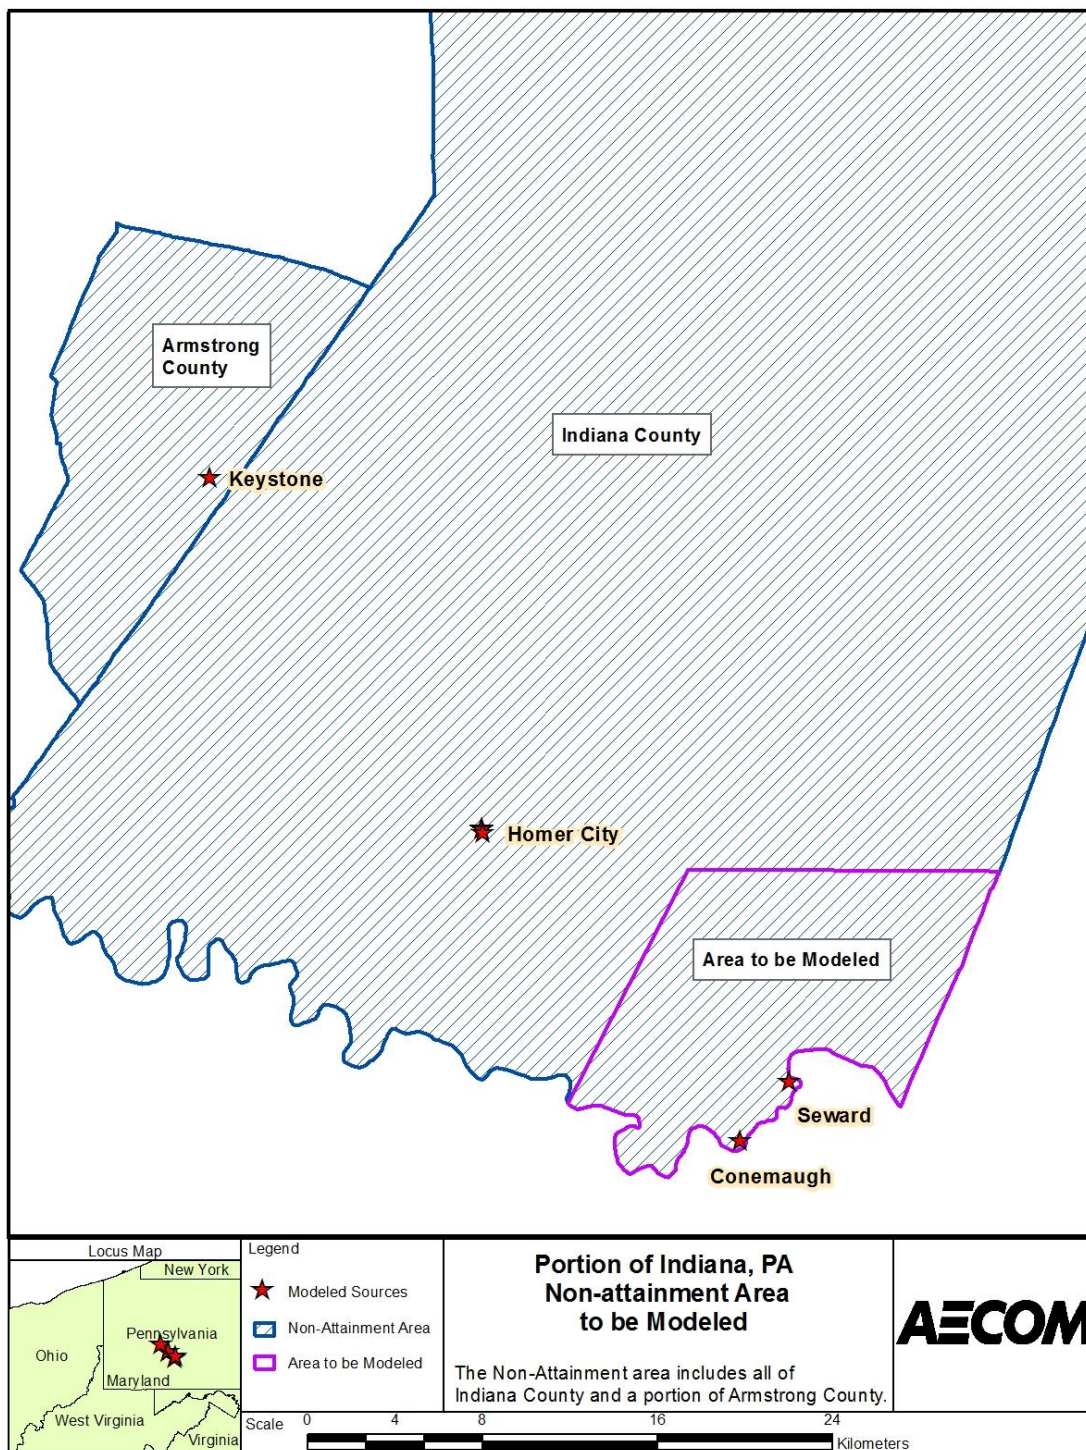 Armstrong
County
Indiana County
Keystone
Homer City
Area to be Modeled
Seward
Conemaugh
Locus Map
New York
Pennsylvania
Ohio
Maryland
West Virginia
Virginia
Legend
Modeled Sources
Non-Attainment Area
Area to be Modeled
Portion of Indiana, PA
Non-attainment Area
to be Modeled
The Non-Attainment area includes all of
Indiana County and a portion of Armstrong County.
AECOM
Scale 0 4 8 16 24
Kilometers